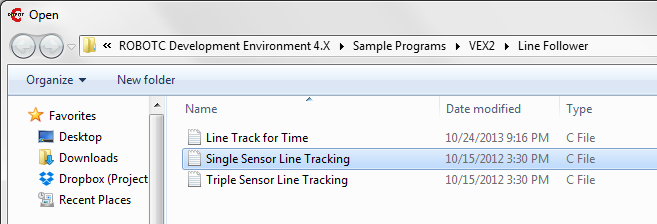 Open
« ROBOTC Development Environment 4.X ▸ Sample Programs ▸ VEX2 ▸ Line Follower
Organize New folder
Favorites
Desktop
Downloads
Dropbox (Project
Recent Places
Name Date modified Type
Line Track for Time 10/24/2013 9:16 PM C File
Single Sensor Line Tracking 10/15/2012 3:30 PM C File
Triple Sensor Line Tracking 10/15/2012 3:30 PM C File